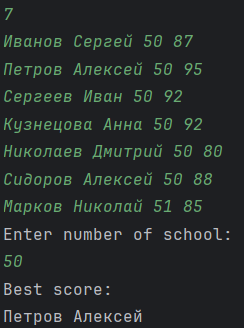 7
Иванов Сергей 50 87
Петров Алексей 50 95
Сергеев Иван 50 92
Кузнецова Анна 50 92
Николаев Дмитрий 50 80
Сидоров Алексей 50 88
Марков Николай 51 85
Enter number of school:
50
Best score:
Петров Алексей